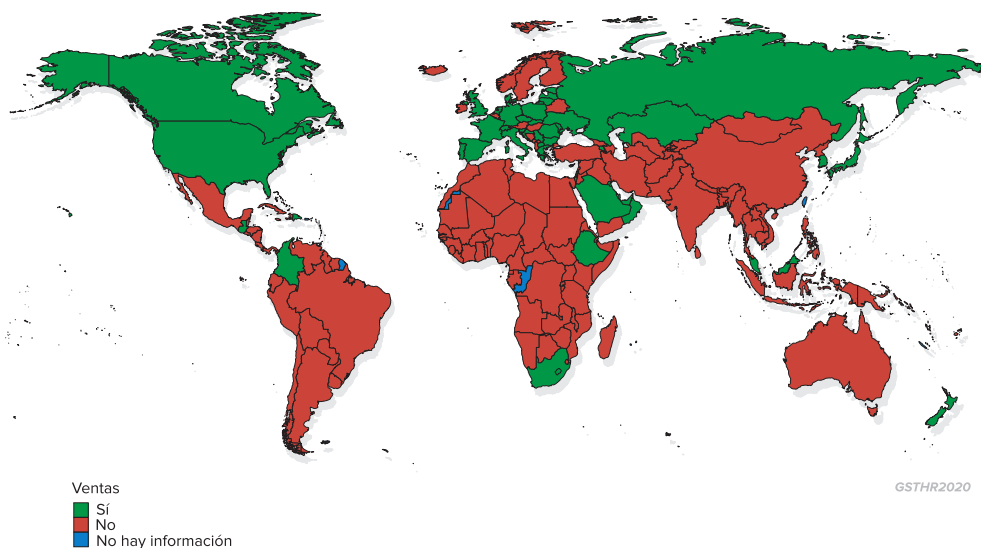 Ventas
Sí
No
No hay información
GSTHR2020